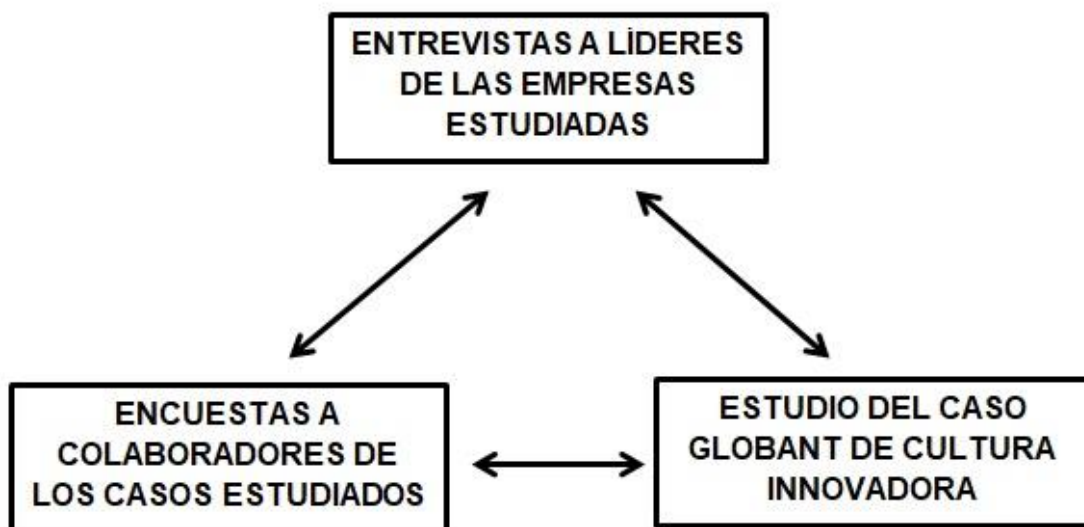 ENTREVISTAS A LÍDERES
DE LAS EMPRESAS
ESTUDIADAS
ENCUESTAS A
COLABORADORES DE
LOS CASOS ESTUDIADOS
ESTUDIO DEL CASO
GLOBANT DE CULTURA
INNOVADORA